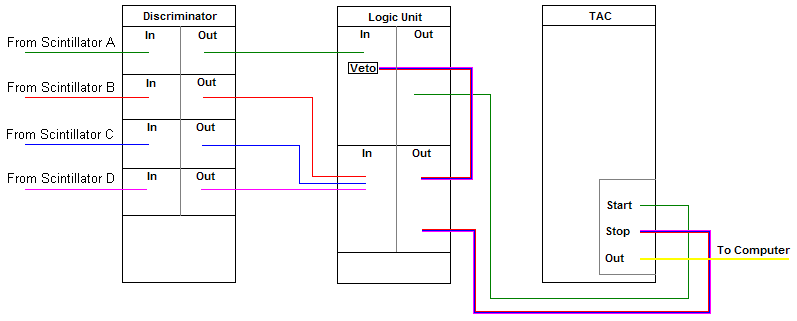 Discriminator
Logic Unit
TAC
In Out
In Out
From Scintillator A
Veto
In Out
From Scintillator B
In Out
From Scintillator C
In Out
In Out
From Scintillator D
Start
Stop
To Computer
Out